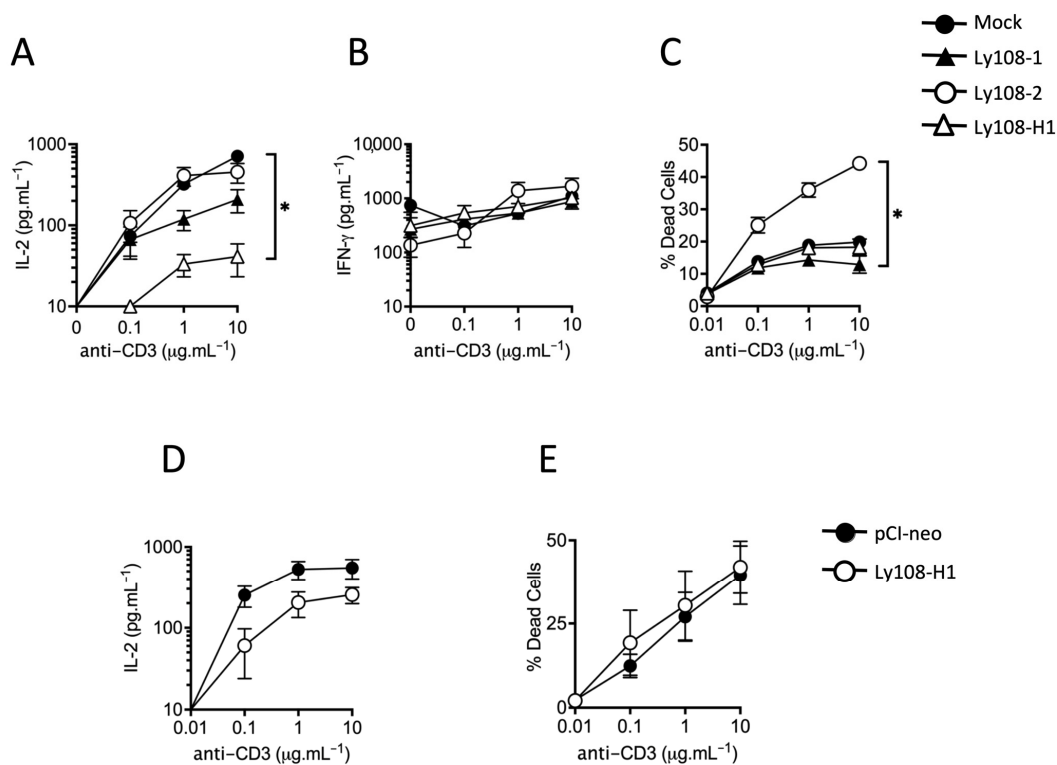 Mock
Ly108-1
Ly108-2
Ly108-H1
A
B
C
1000
100
10
IL-2 (pg.mL⁻¹)
*
0 0.1 1 10
anti–CD3 (μg.mL⁻¹)
10,000
1000
100
10
IFN-γ (pg.mL⁻¹)
0 0.1 1 10
anti–CD3 (μg.mL⁻¹)
50
40
30
20
10
0
% Dead Cells
*
0.01 0.1 1 10
anti–CD3 (μg.mL⁻¹)
D
E
1000
100
10
IL-2 (pg.mL⁻¹)
0.01 0.1 1 10
anti–CD3 (μg.mL⁻¹)
50
25
0
% Dead Cells
0.01 0.1 1 10
anti–CD3 (μg.mL⁻¹)
pCI-neo
Ly108-H1